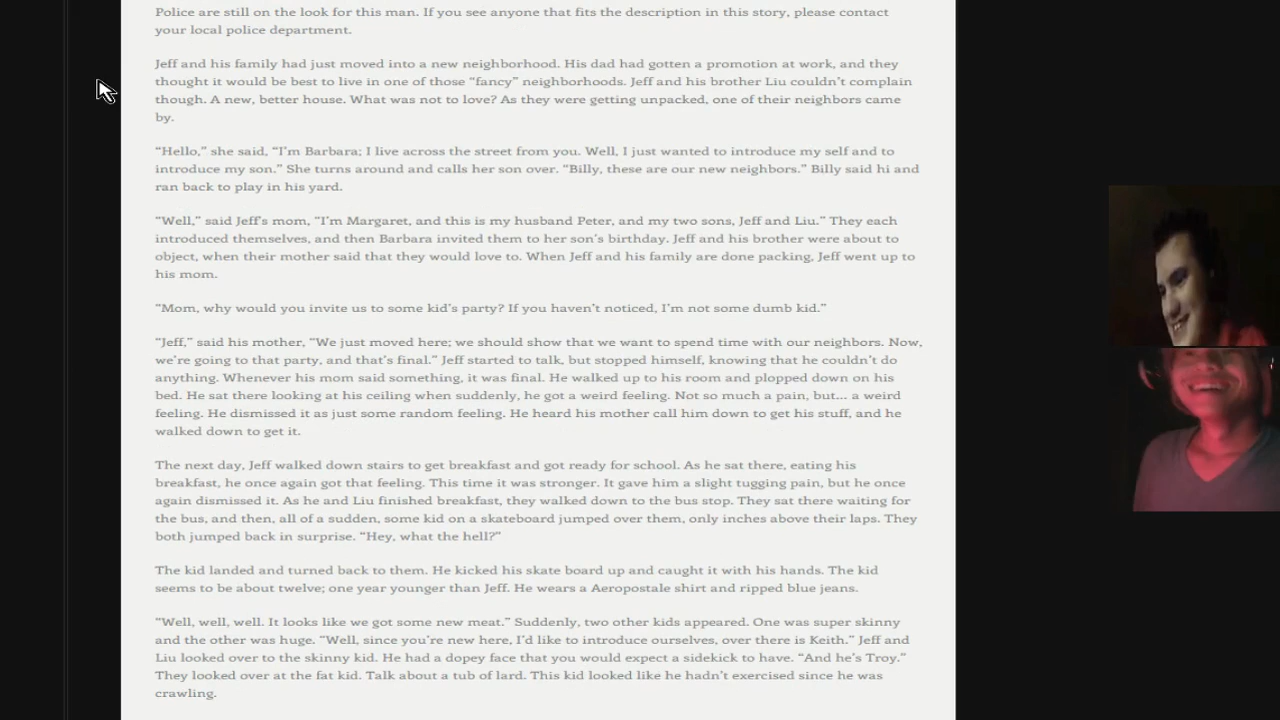 Police are still on the look for this man. If you see anyone that fits the description in this story, please contact
your local police department.
Jeff and his family had just moved into a new neighborhood. His dad had gotten a promotion at work, and they
thought it would be best to live in one of those “fancy” neighborhoods. Jeff and his brother Liu couldn’t complain
though. A new, better house. What was not to love? As they were getting unpacked, one of their neighbors came
by.
“Hello,” she said, “I’m Barbara; I live across the street from you. Well, I just wanted to introduce my self and to
introduce my son.” She turns around and calls her son over. “Billy, these are our new neighbors.” Billy said hi and
ran back to play in his yard.
“Well,” said Jeff’s mom, “I’m Margaret, and this is my husband Peter, and my two sons, Jeff and Liu.” They each
introduced themselves, and then Barbara invited them to her son’s birthday. Jeff and his brother were about to
object, when their mother said that they would love to. When Jeff and his family are done packing, Jeff went up to
his mom.
“Mom, why would you invite us to some kid’s party? If you haven’t noticed, I’m not some dumb kid.”
“Jeff,” said his mother, “We just moved here; we should show that we want to spend time with our neighbors. Now,
we’re going to that party, and that’s final.” Jeff started to talk, but stopped himself, knowing that he couldn’t do
anything. Whenever his mom said something, it was final. He walked up to his room and plopped down on his
bed. He sat there looking at his ceiling when suddenly, he got a weird feeling. Not so much a pain, but... a weird
feeling. He dismissed it as just some random feeling. He heard his mother call him down to get his stuff, and he
walked down to get it.
The next day, Jeff walked down stairs to get breakfast and got ready for school. As he sat there, eating his
breakfast, he once again got that feeling. This time it was stronger. It gave him a slight tugging pain, but he once
again dismissed it. As he and Liu finished breakfast, they walked down to the bus stop. They sat there waiting for
the bus, and then, all of a sudden, some kid on a skateboard jumped over them, only inches above their laps. They
both jumped back in surprise. “Hey, what the hell?”
The kid landed and turned back to them. He kicked his skate board up and caught it with his hands. The kid
seems to be about twelve; one year younger than Jeff. He wears a Aeropostale shirt and ripped blue jeans.
“Well, well, well. It looks like we got some new meat.” Suddenly, two other kids appeared. One was super skinny
and the other was huge. “Well, since you’re new here, I’d like to introduce ourselves, over there is Keith.” Jeff and
Liu looked over to the skinny kid. He had a dopey face that you would expect a sidekick to have. “And he’s Troy.”
They looked over at the fat kid. Talk about a tub of lard. This kid looked like he hadn’t exercised since he was
crawling.